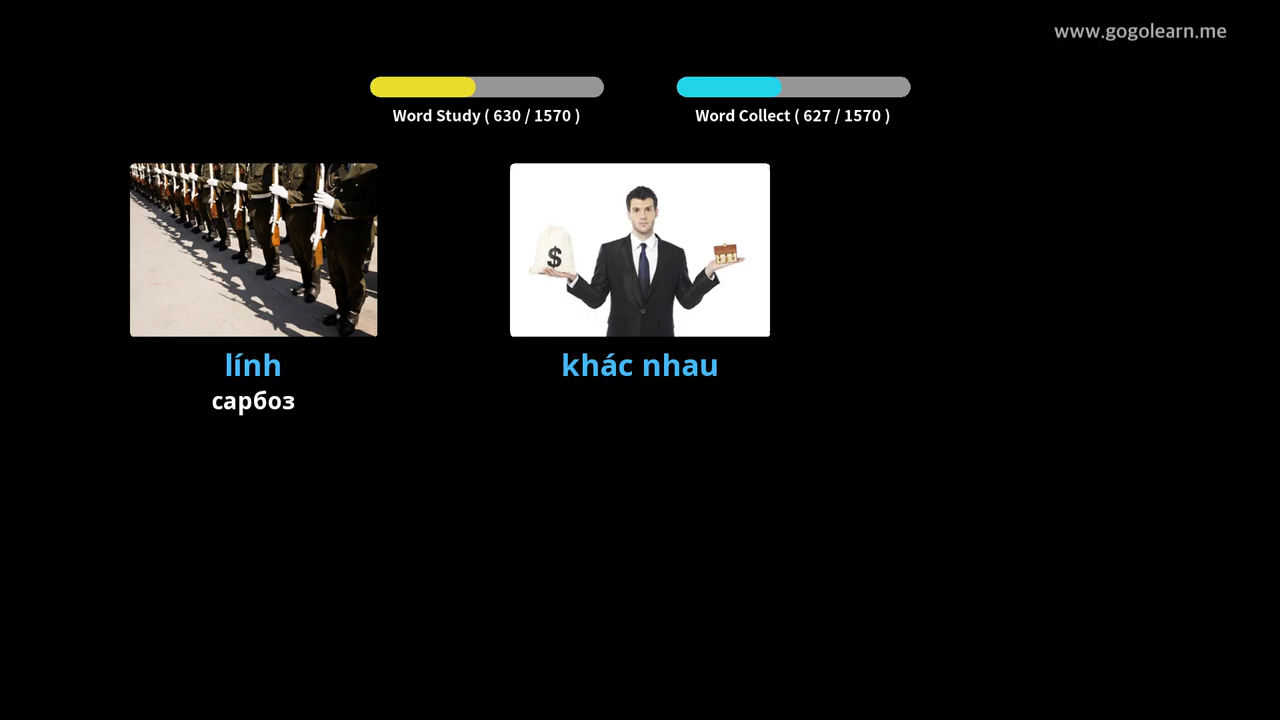 www.gogolearn.me
Word Study ( 630 / 1570 )
Word Collect ( 627 / 1570 )
lính
сарбоз
khác nhau
$